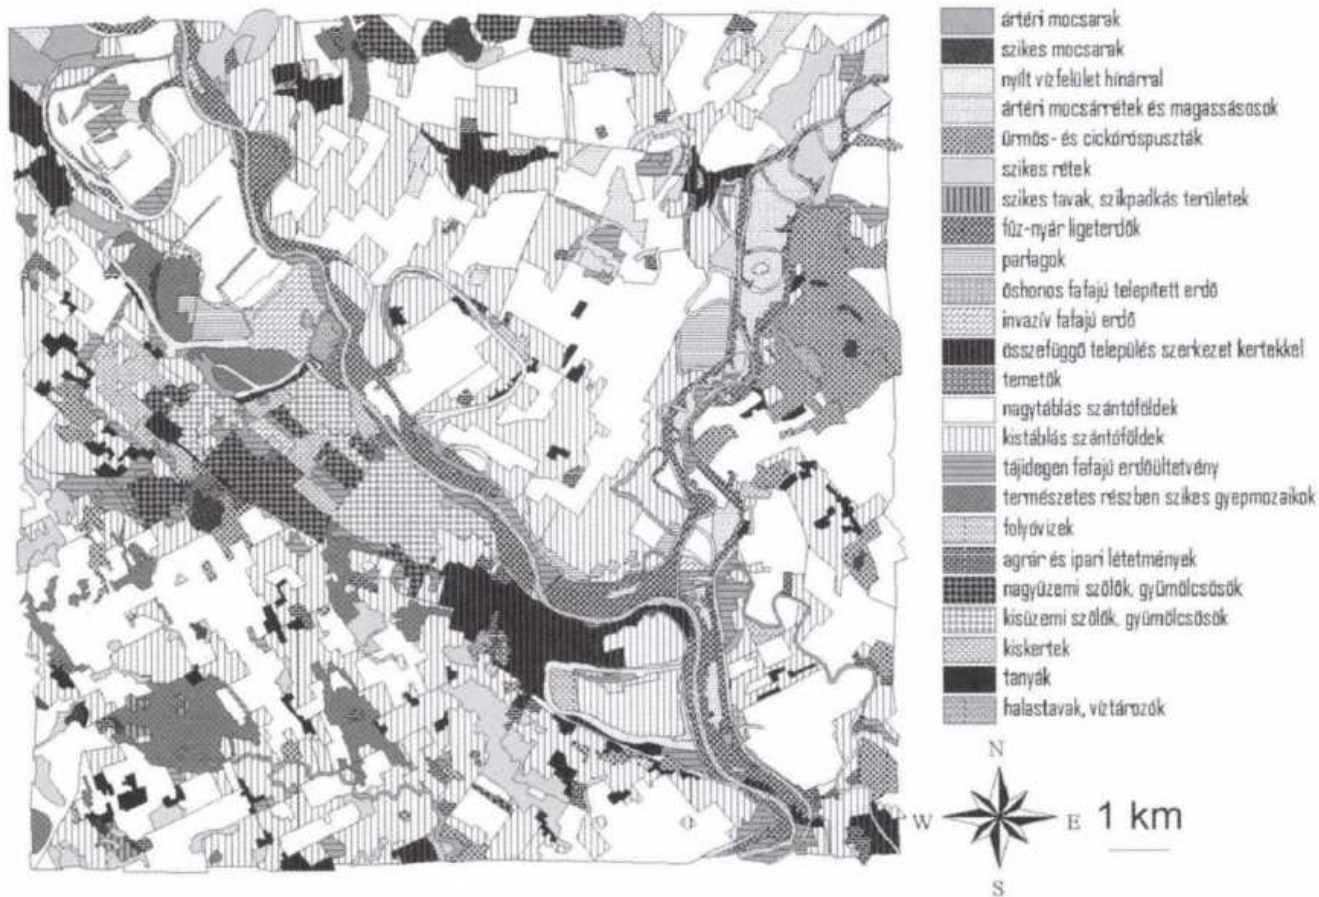 ártéri mocsarak
szikes mocsarak
nyílt vízfelület hínárral
ártéri mocsárrétek és magassásosok
ürmös- és cickóróspuszták
szikes rétek
szikes tavak, szikpadkás területek
fűz-nyár ligeterdők
parlagok
őshonos fafajú telepített erdő
invazív fafajú erdő
összefüggő település szerkezet kertekkel
temetők
nagytáblás szántóföldek
kistáblás szántóföldek
tájidegen fafajú erdőültetvény
természetes részben szikes gyepmozaikok
folyóvizek
agrár és ipari létetmények
nagyüzemi szőlők, gyümölcsösök
kisüzemi szőlők, gyümölcsösök
kiskertek
tanyák
halastavak, víztározók
N
W E 1 km
S